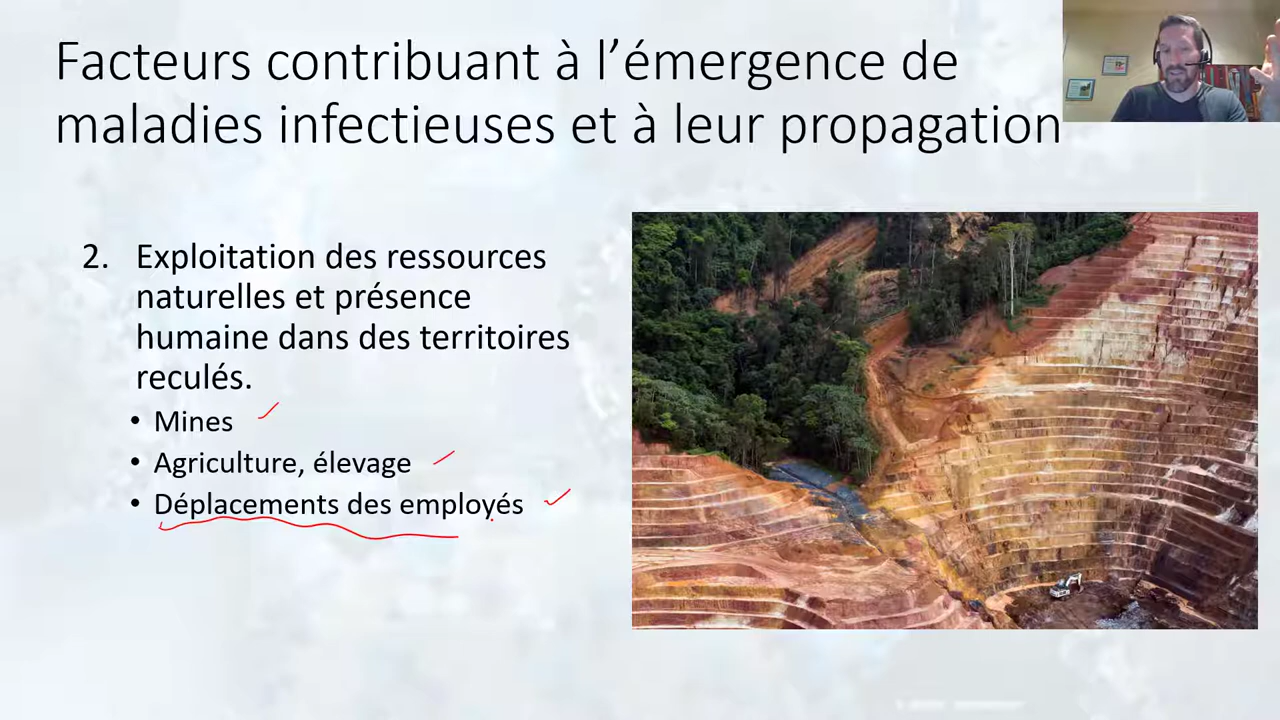 Facteurs contribuant à l’émergence de
maladies infectieuses et à leur propagation
2. Exploitation des ressources
naturelles et présence
humaine dans des territoires
reculés.
• Mines
• Agriculture, élevage
• Déplacements des employés